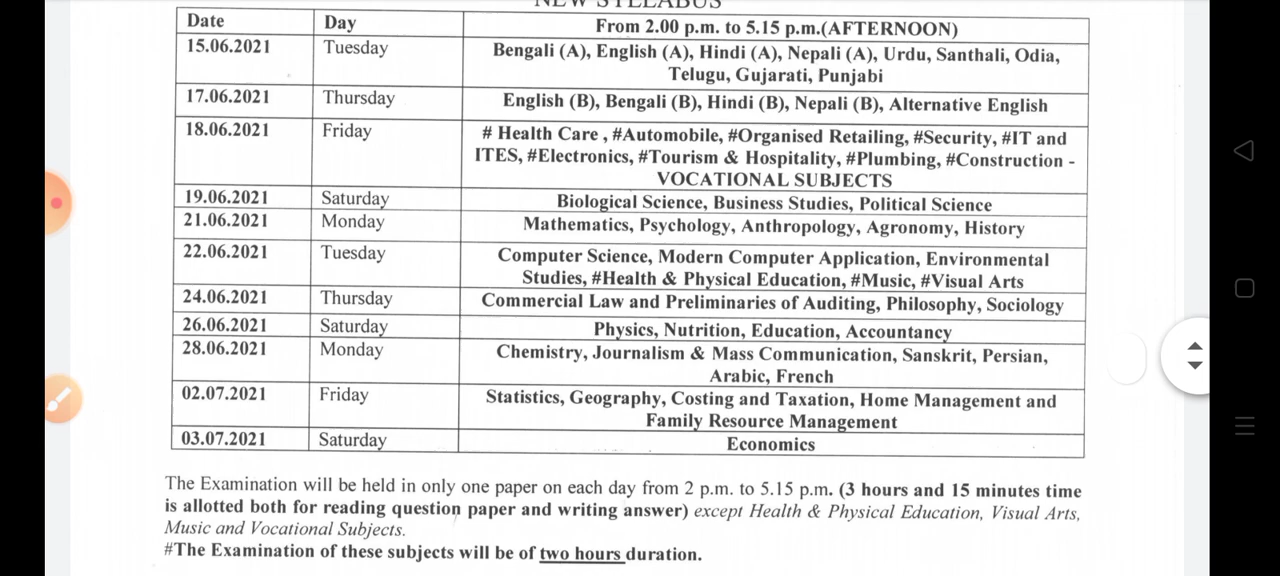 NEW SYLLABUS
Date Day From 2.00 p.m. to 5.15 p.m.(AFTERNOON)
15.06.2021 Tuesday Bengali (A), English (A), Hindi (A), Nepali (A), Urdu, Santhali, Odia,
Telugu, Gujarati, Punjabi
17.06.2021 Thursday English (B), Bengali (B), Hindi (B), Nepali (B), Alternative English
18.06.2021 Friday # Health Care , #Automobile, #Organised Retailing, #Security, #IT and
ITES, #Electronics, #Tourism & Hospitality, #Plumbing, #Construction -
VOCATIONAL SUBJECTS
19.06.2021 Saturday Biological Science, Business Studies, Political Science
21.06.2021 Monday Mathematics, Psychology, Anthropology, Agronomy, History
22.06.2021 Tuesday Computer Science, Modern Computer Application, Environmental
Studies, #Health & Physical Education, #Music, #Visual Arts
24.06.2021 Thursday Commercial Law and Preliminaries of Auditing, Philosophy, Sociology
26.06.2021 Saturday Physics, Nutrition, Education, Accountancy
28.06.2021 Monday Chemistry, Journalism & Mass Communication, Sanskrit, Persian,
Arabic, French
02.07.2021 Friday Statistics, Geography, Costing and Taxation, Home Management and
Family Resource Management
03.07.2021 Saturday Economics
The Examination will be held in only one paper on each day from 2 p.m. to 5.15 p.m. (3 hours and 15 minutes time
is allotted both for reading question paper and writing answer) except Health & Physical Education, Visual Arts,
Music and Vocational Subjects.
#The Examination of these subjects will be of two hours duration.